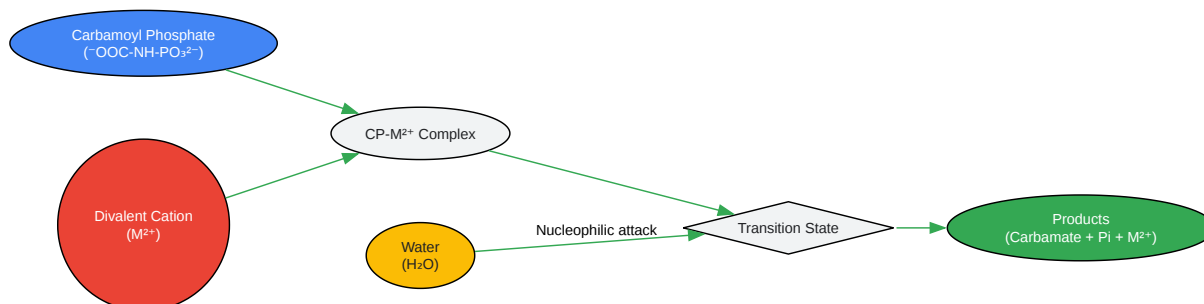 Carbamoyl Phosphate
(⁻OOC-NH-PO₃²⁻)
CP-M²⁺ Complex
Divalent Cation
(M²⁺)
Water
(H₂O)
Nucleophilic attack
Transition State
Products
(Carbamate + Pi + M²⁺)